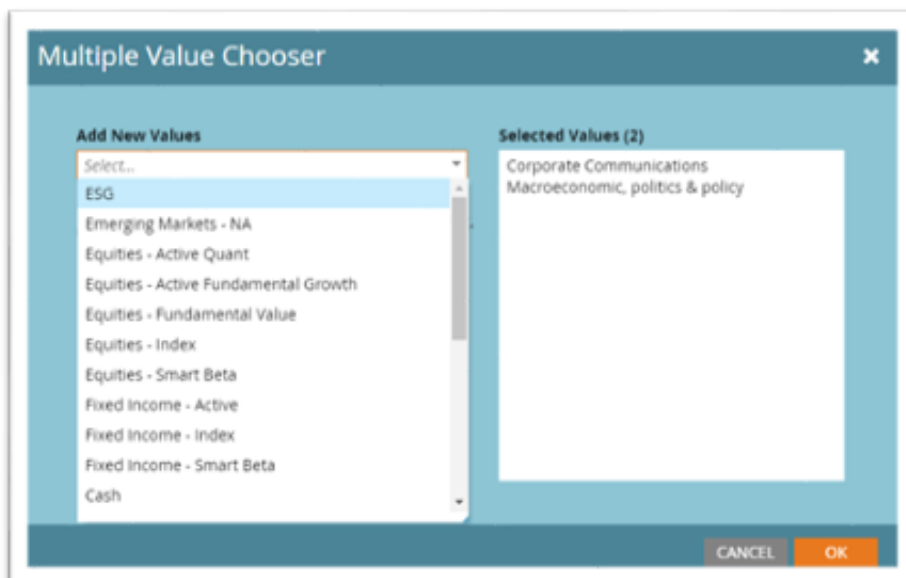 Multiple Value Chooser
Add New Values
Select...
ESG
Emerging Markets - NA
Equities - Active Quant
Equities - Active Fundamental Growth
Equities - Fundamental Value
Equities - Index
Equities - Smart Beta
Fixed Income - Active
Fixed Income - Index
Fixed Income - Smart Beta
Cash
Selected Values (2)
Corporate Communications
Macroeconomic, politics & policy
CANCEL
OK